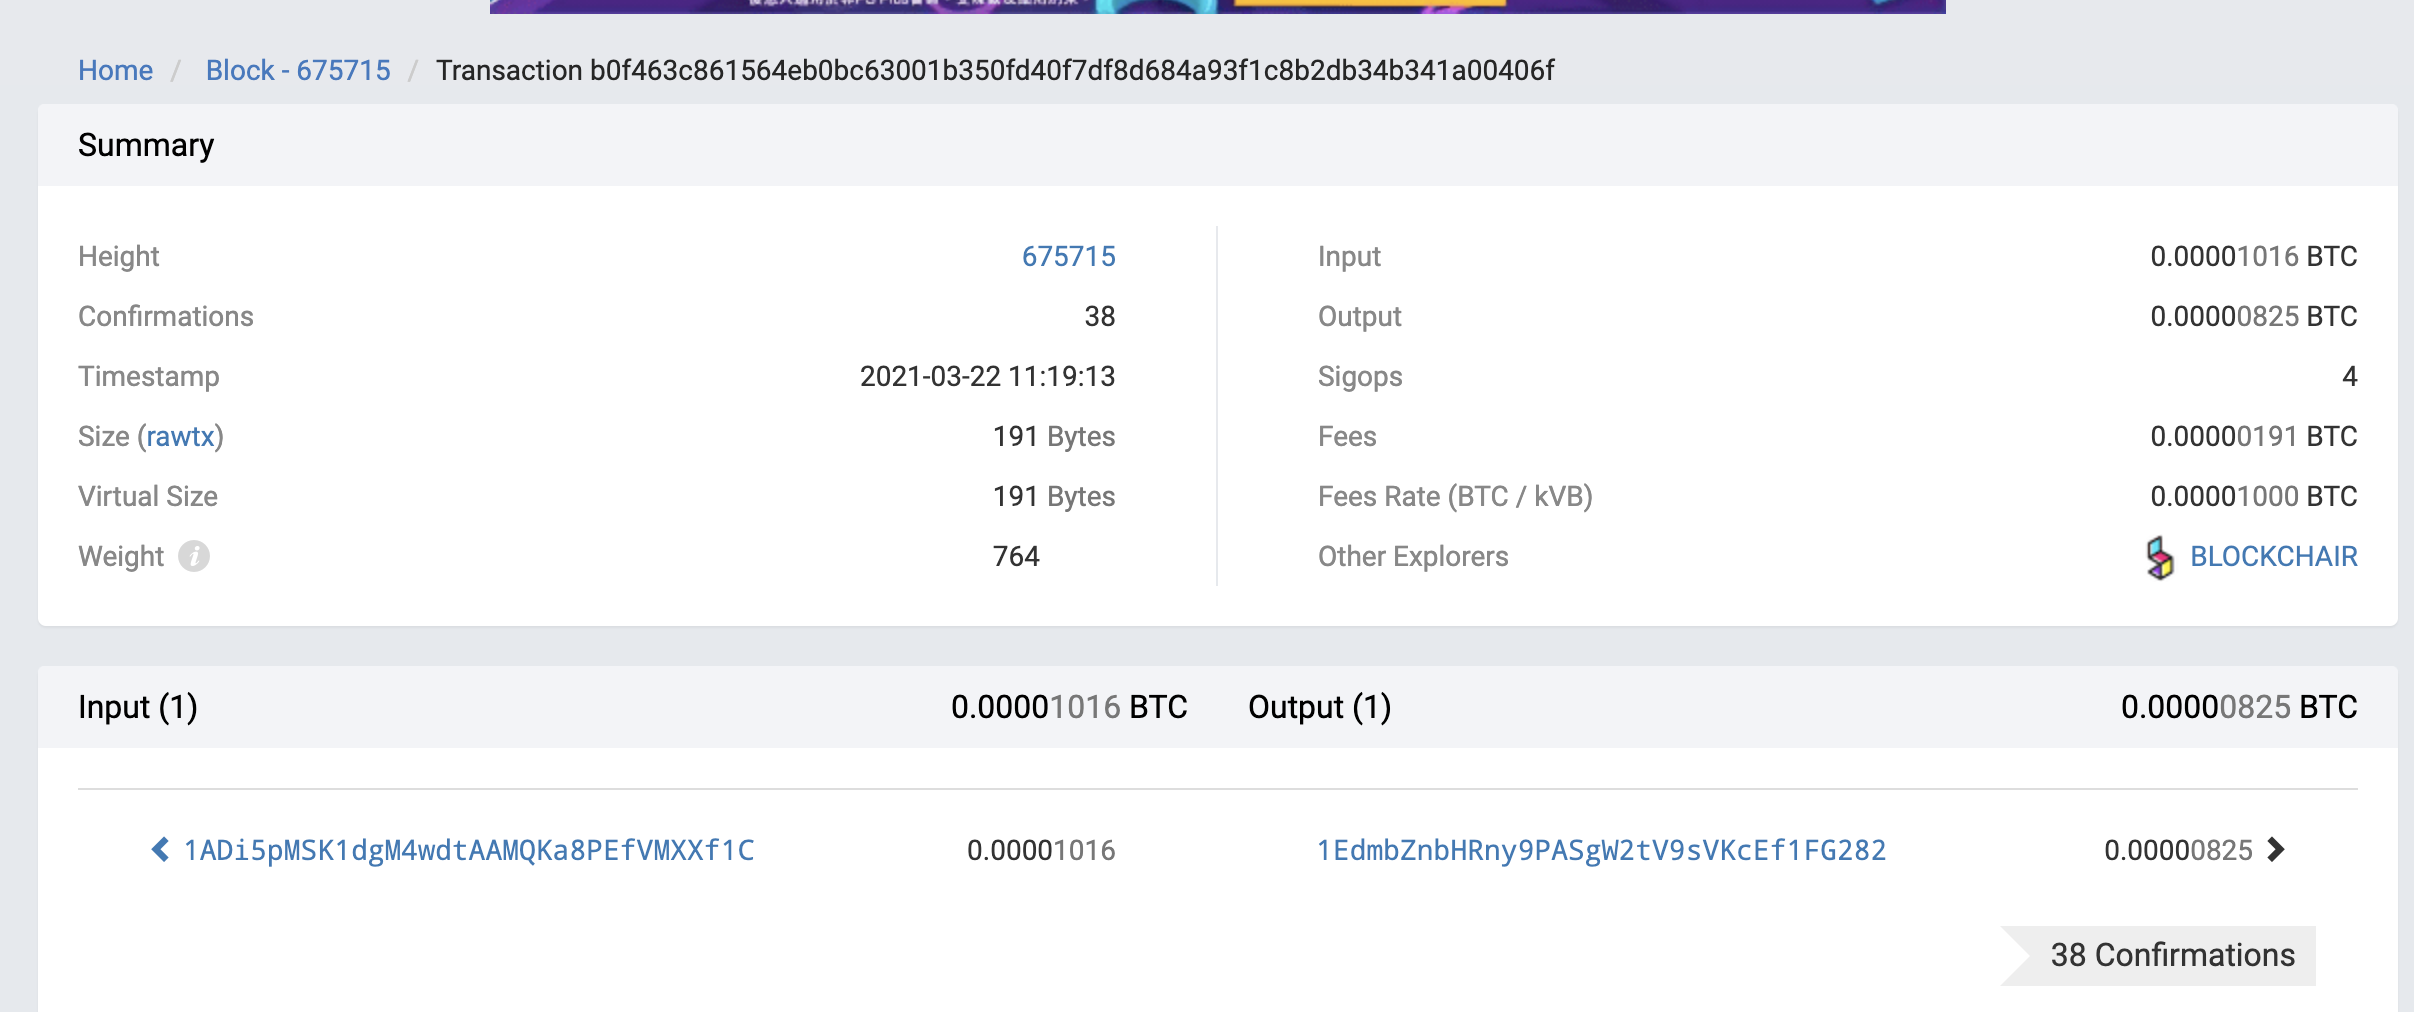 Home / Block - 675715 / Transaction b0f463c861564eb0bc63001b350fd40f7df8d684a93f1c8b2db34b341a00406f
Summary
Height 675715
Confirmations 38
Timestamp 2021-03-22 11:19:13
Size (rawtx) 191 Bytes
Virtual Size 191 Bytes
Weight i 764
Input 0.00001016 BTC
Output 0.00000825 BTC
Sigops 4
Fees 0.00000191 BTC
Fees Rate (BTC / kVB) 0.00001000 BTC
Other Explorers BLOCKCHAIR
Input (1) 0.00001016 BTC Output (1) 0.00000825 BTC
1ADi5pMSK1dgM4wdtAAMQKa8PEfVMXXf1C 0.00001016 1EdmbZnbHRny9PASgW2tV9sVKcEf1FG282 0.00000825
38 Confirmations